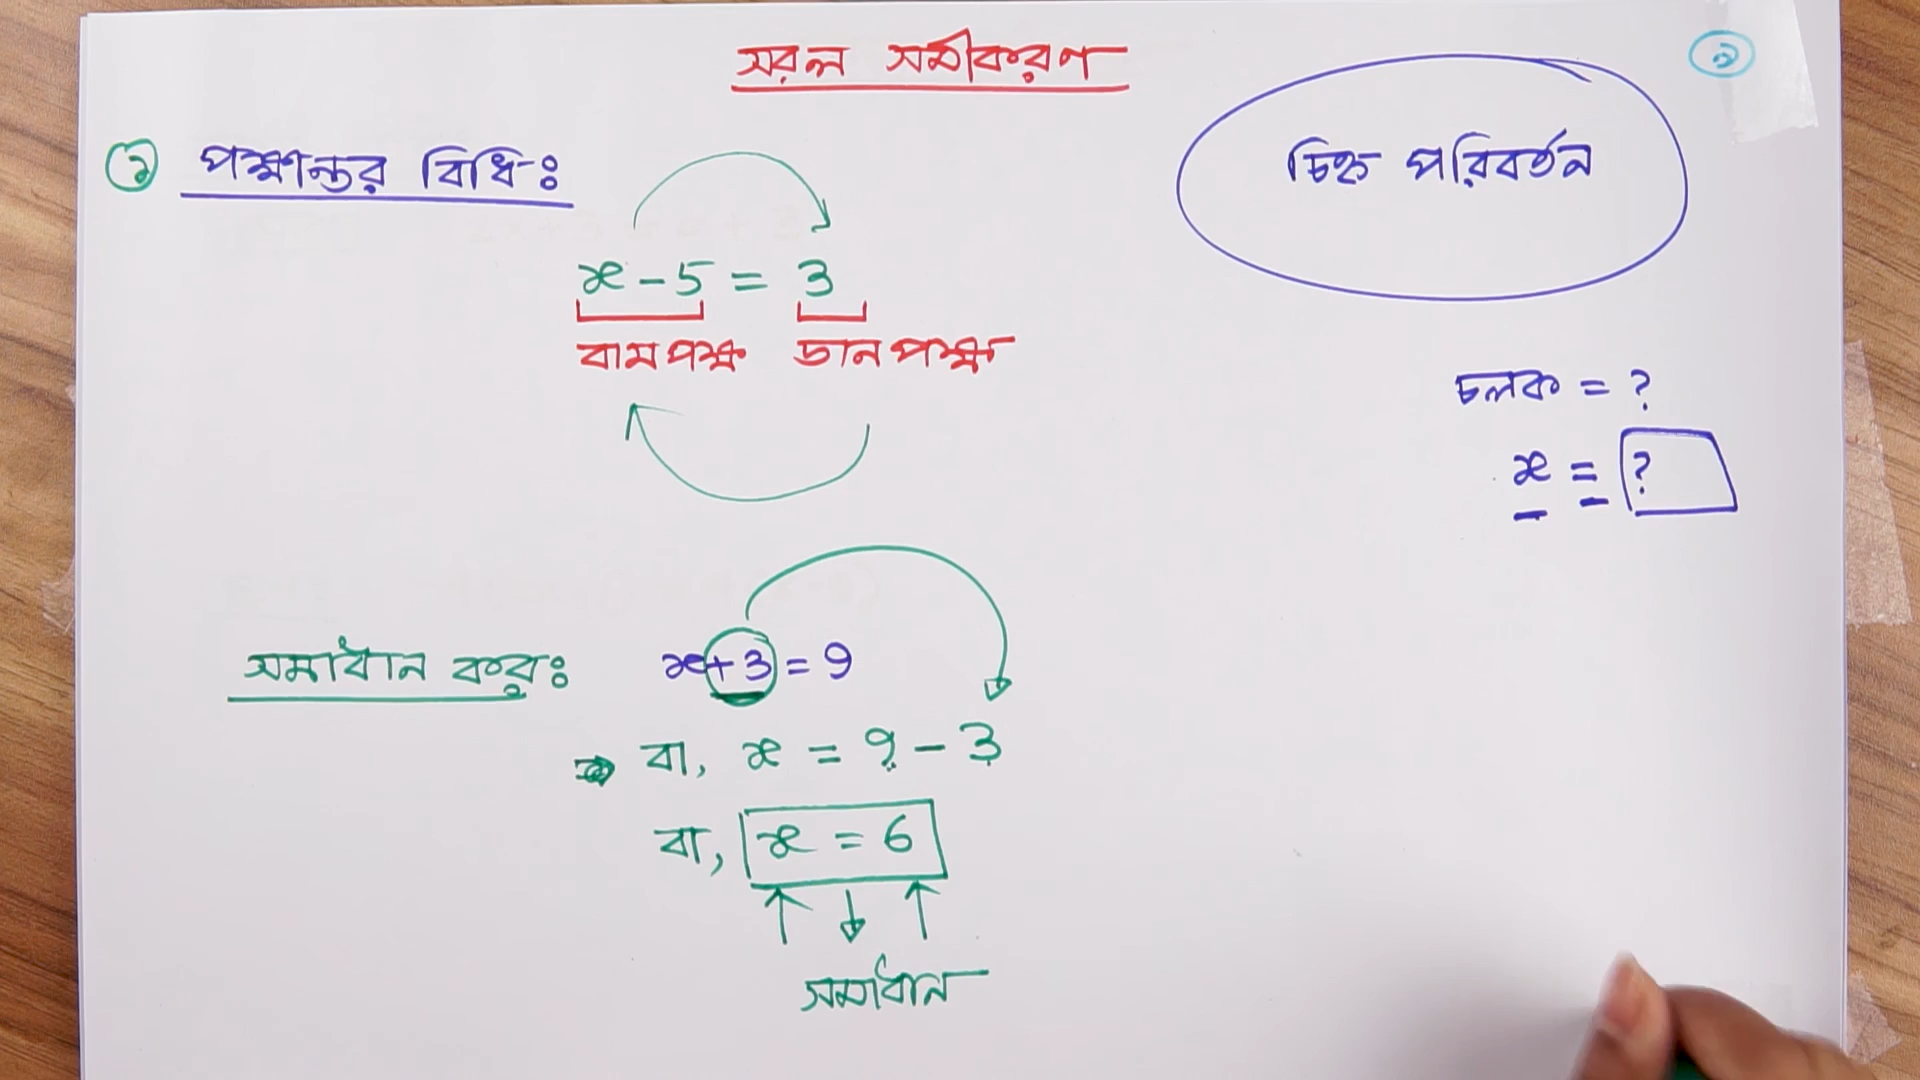 সরল সমীকরণ
১
১ পক্ষান্তর বিধিঃ
চিহ্ন পরিবর্তন
x - 5 = 3
বামপক্ষ ডানপক্ষ
চলক = ?
x = ?
সমাধান করুঃ x + 3 = 9
বা, x = 9 - 3
বা, x = 6
সমাধান